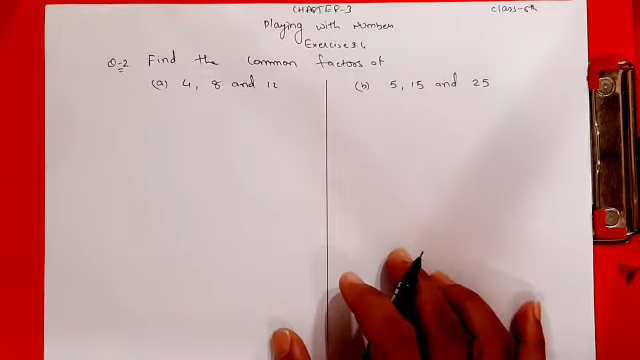 CHAPTER-3
class-6th
Playing with Number
Exercise 3.4
Q-2 Find the common factors of
(a) 4, 8 and 12
(b) 5, 15 and 25